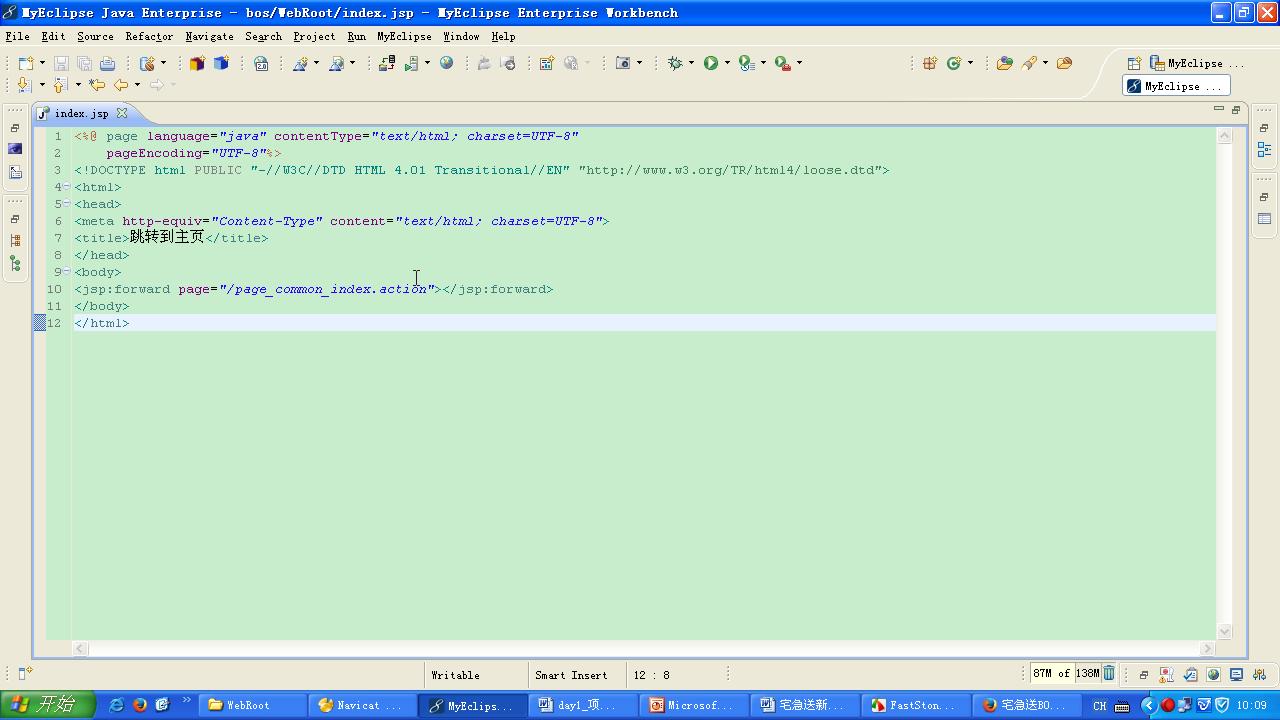 MyEclipse Java Enterprise - bos/WebRoot/index.jsp - MyEclipse Enterprise Workbench
File Edit Source Refactor Navigate Search Project Run MyEclipse Window Help
MyEclipse ...
MyEclipse ...
index.jsp
1 <%@ page language="java" contentType="text/html; charset=UTF-8"
2 pageEncoding="UTF-8"%>
3 <!DOCTYPE html PUBLIC "-//W3C//DTD HTML 4.01 Transitional//EN" "http://www.w3.org/TR/html4/loose.dtd">
4 <html>
5 <head>
6 <meta http-equiv="Content-Type" content="text/html; charset=UTF-8">
7 <title>跳转到主页</title>
8 </head>
9 <body>
10 <jsp:forward page="/page_common_index.action"></jsp:forward>
11 </body>
12 </html>
Writable Smart Insert 12 : 8 87M of 138M
开始 WebRoot Navicat ... MyEclips... day1_项... Microsof... 宅急送新... FastSton... 宅急送BO... CH 10:09